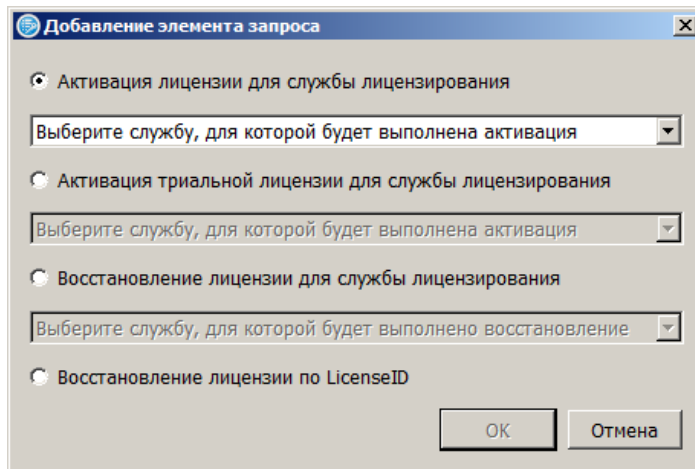 Добавление элемента запроса
Активация лицензии для службы лицензирования
Выберите службу, для которой будет выполнена активация
Активация триальной лицензии для службы лицензирования
Выберите службу, для которой будет выполнена активация
Восстановление лицензии для службы лицензирования
Выберите службу, для которой будет выполнено восстановление
Восстановление лицензии по LicenseID
OK Отмена